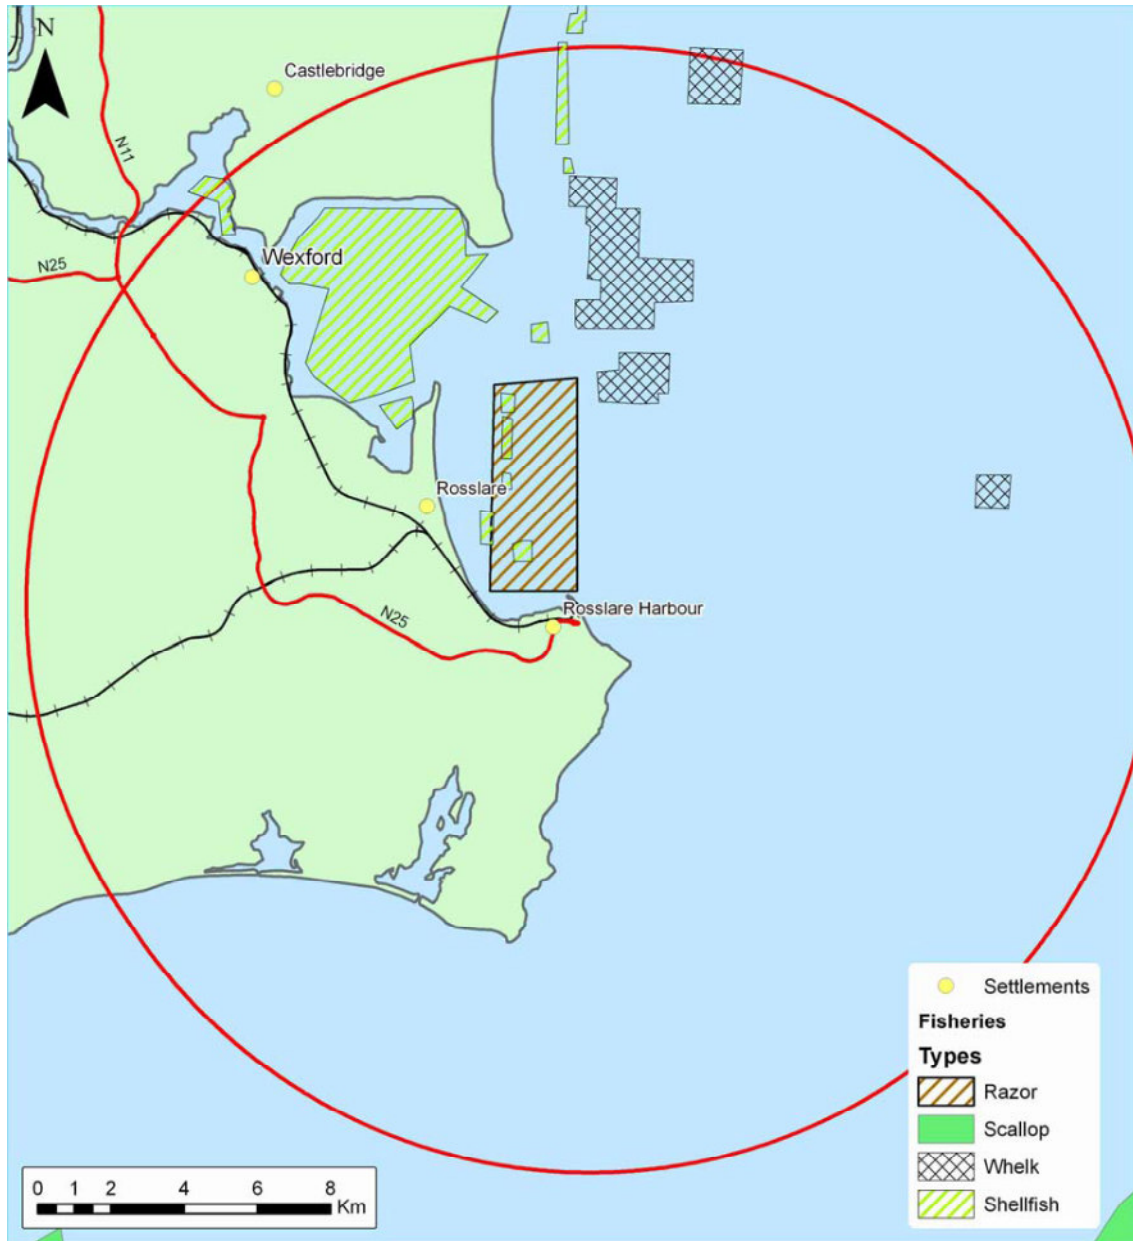 N
Castlebridge
N11
Wexford
N25
Rosslare
Rosslare Harbour
N25
Settlements
Fisheries
Types
Razor
Scallop
Whelk
Shellfish
0 1 2 4 6 8
Km